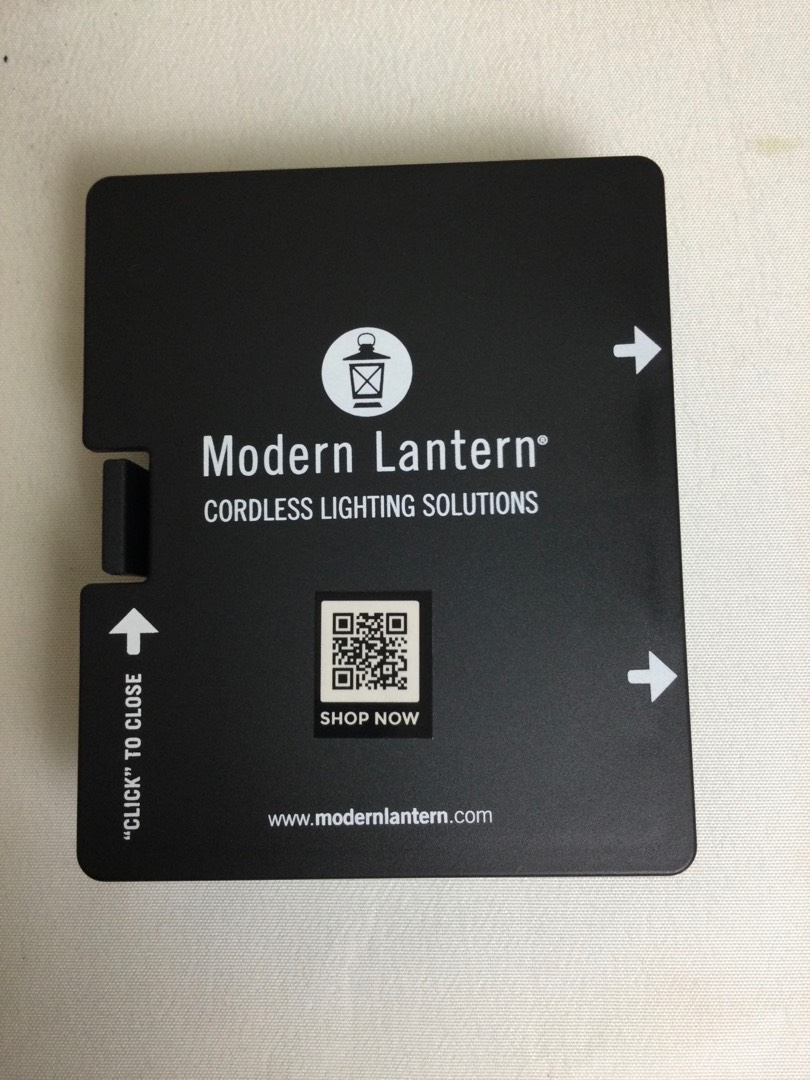 Modern Lantern®
CORDLESS LIGHTING SOLUTIONS
SHOP NOW
"CLICK" TO CLOSE
www.modernlantern.com